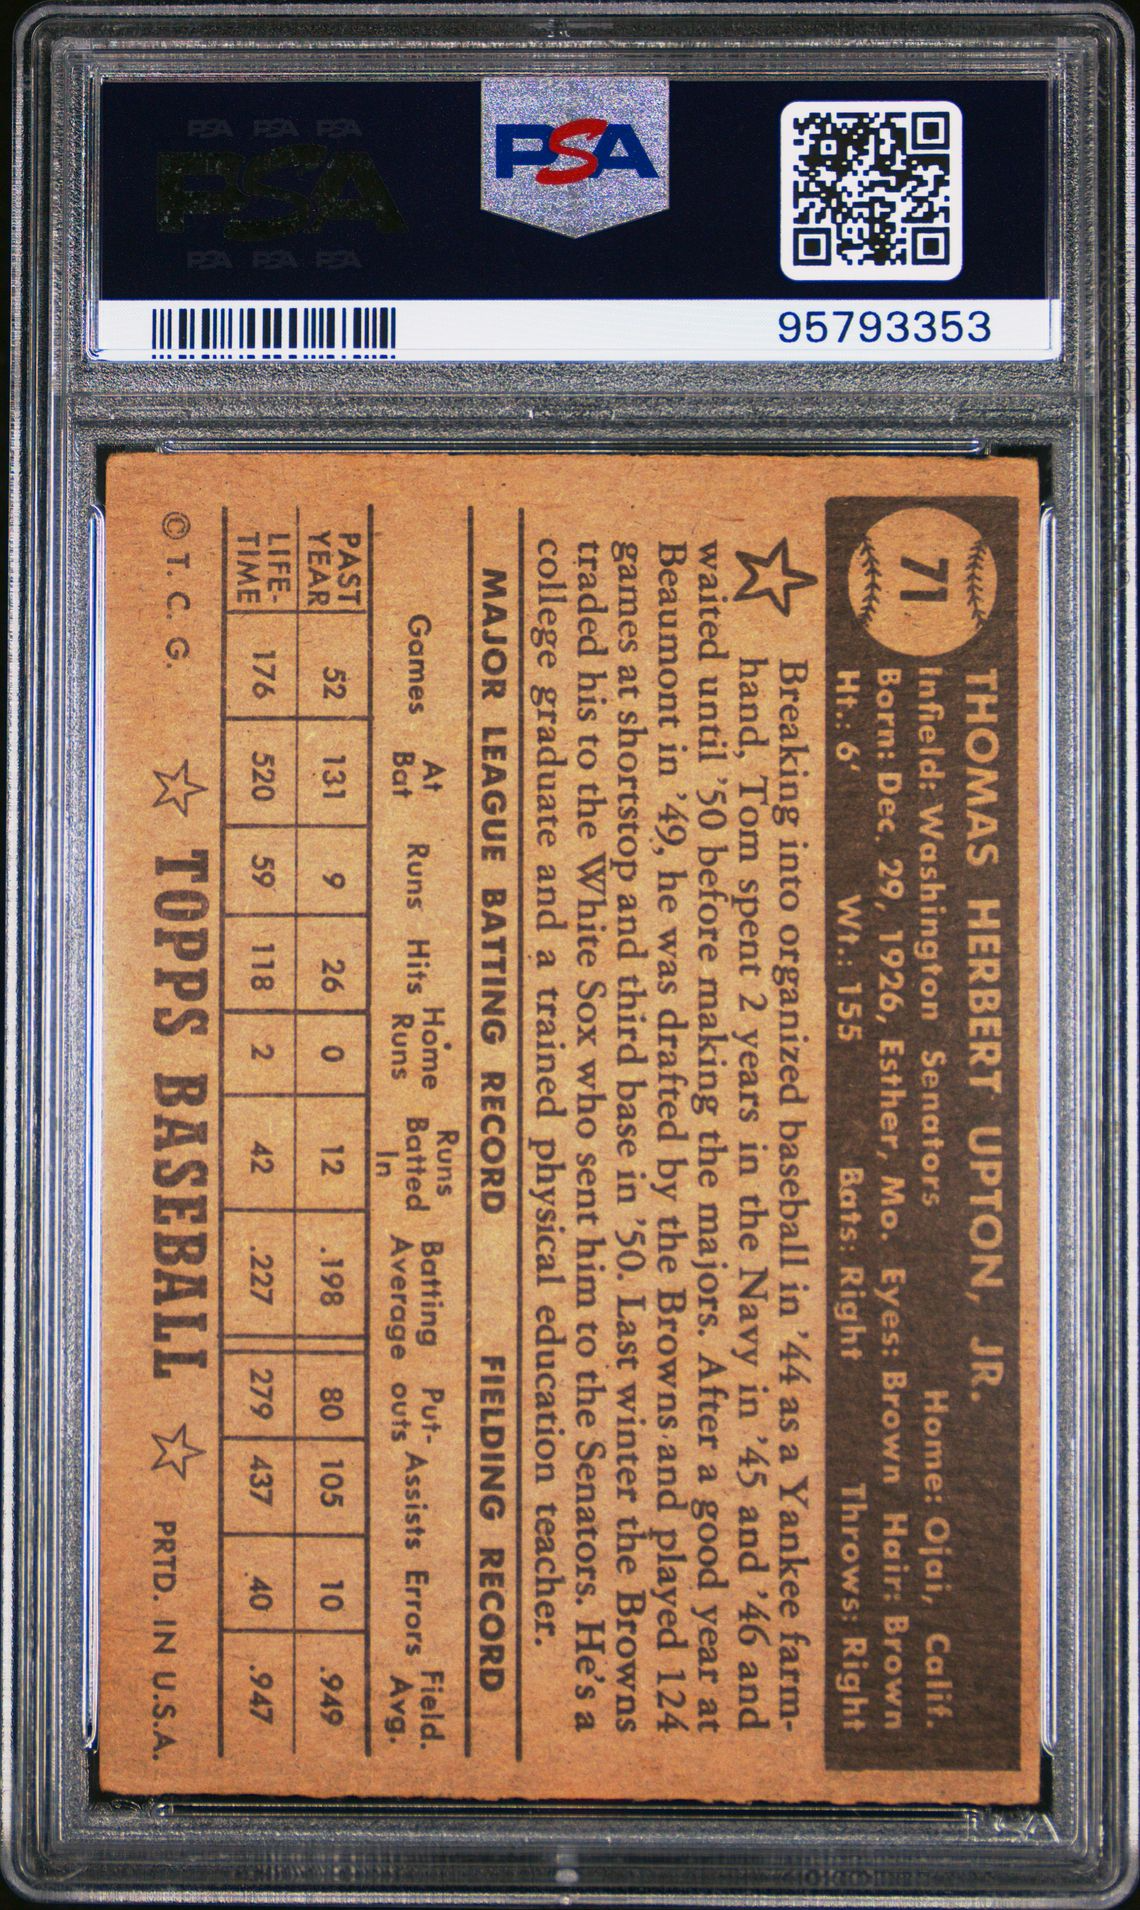 PSA PSA PSA
PSA
PSA PSA PSA
PSA
95793353
71
THOMAS HERBERT UPTON, JR.
Infield: Washington Senators Home: Ojai, Calif.
Born: Dec. 29, 1926, Esther, Mo. Eyes: Brown Hair: Brown
Ht.: 6' Wt.: 155 Bats: Right Throws: Right
Breaking into organized baseball in '44 as a Yankee farm-
hand, Tom spent 2 years in the Navy in '45 and '46 and
waited until '50 before making the majors. After a good year at
Beaumont in '49, he was drafted by the Browns and played 124
games at shortstop and third base in '50. Last winter the Browns
traded his to the White Sox who sent him to the Senators. He's a
college graduate and a trained physical education teacher.
MAJOR LEAGUE BATTING RECORD FIELDING RECORD
Games At Bat Runs Hits Home Runs Runs Batted In Batting Average Put-outs Assists Errors Field. Avg.
PAST YEAR 52 131 9 26 0 12 .198 80 105 10 .949
LIFE-TIME 176 520 59 118 2 42 .227 279 437 40 .947
© T. C. G. TOPPS BASEBALL PRTD. IN U.S.A.
PSA